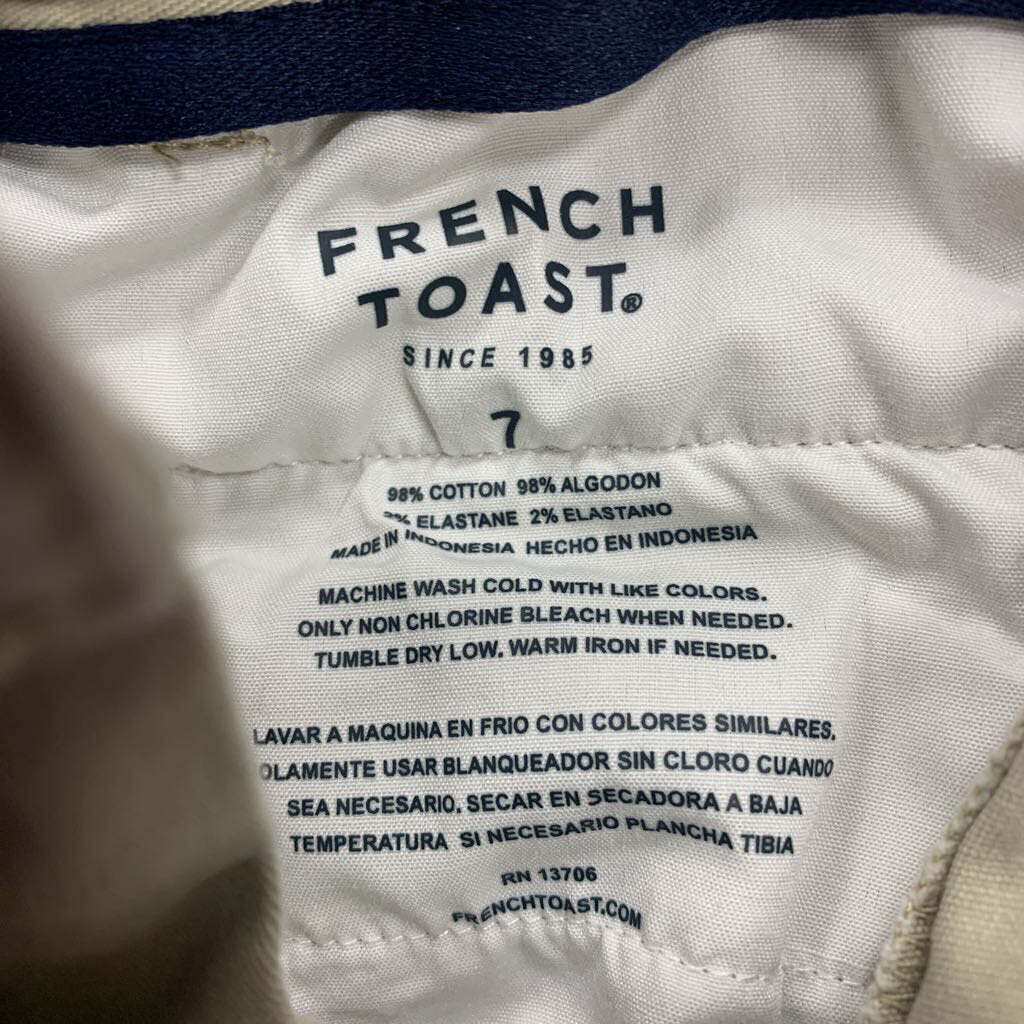 FRENCH
TOAST®
SINCE 1985
7
98% COTTON 98% ALGODON
2% ELASTANE 2% ELASTANO
MADE IN INDONESIA HECHO EN INDONESIA
MACHINE WASH COLD WITH LIKE COLORS.
ONLY NON CHLORINE BLEACH WHEN NEEDED.
TUMBLE DRY LOW. WARM IRON IF NEEDED.
LAVAR A MAQUINA EN FRIO CON COLORES SIMILARES.
OLAMENTE USAR BLANQUEADOR SIN CLORO CUANDO
SEA NECESARIO. SECAR EN SECADORA A BAJA
TEMPERATURA SI NECESARIO PLANCHA TIBIA
RN 13706
FRENCHTOAST.COM